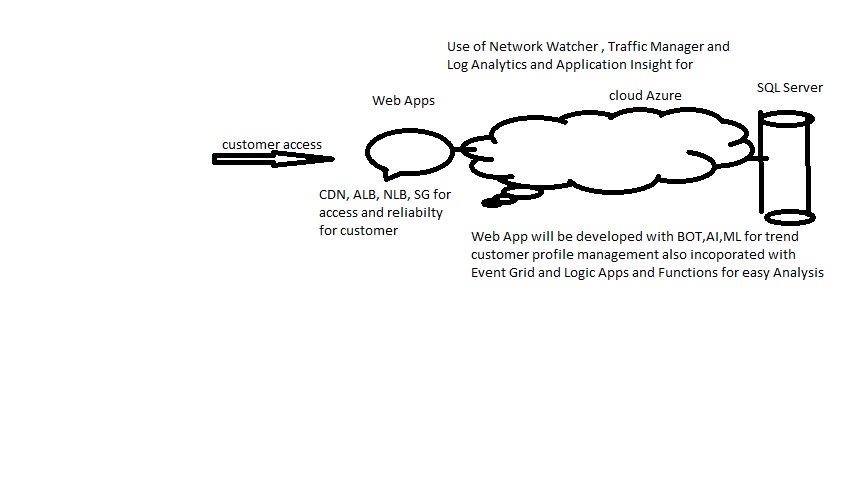 Use of Network Watcher , Traffic Manager and
Log Analytics and Application Insight for
SQL Server
cloud Azure
Web Apps
customer access
CDN, ALB, NLB, SG for
access and reliabilty
for customer
Web App will be developed with BOT,AI,ML for trend
customer profile management also incoporated with
Event Grid and Logic Apps and Functions for easy Analysis